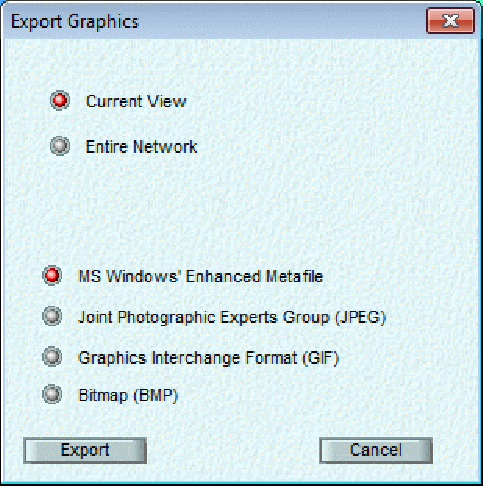 Export Graphics
Current View
Entire Network
MS Windows' Enhanced Metafile
Joint Photographic Experts Group (JPEG)
Graphics Interchange Format (GIF)
Bitmap (BMP)
Export Cancel